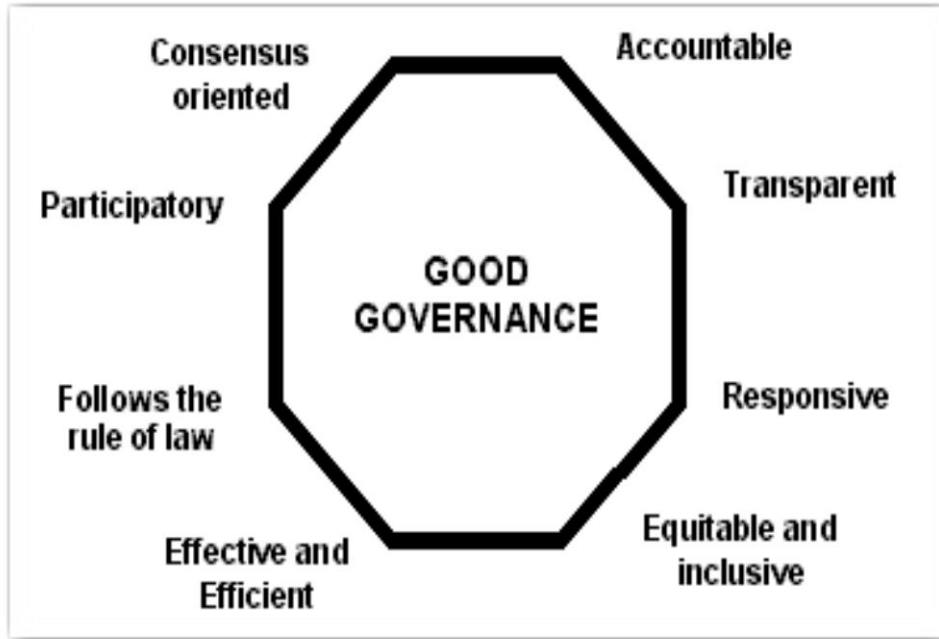 Consensus
oriented
Accountable
Participatory
Transparent
GOOD
GOVERNANCE
Follows the
rule of law
Responsive
Effective and
Efficient
Equitable and
inclusive